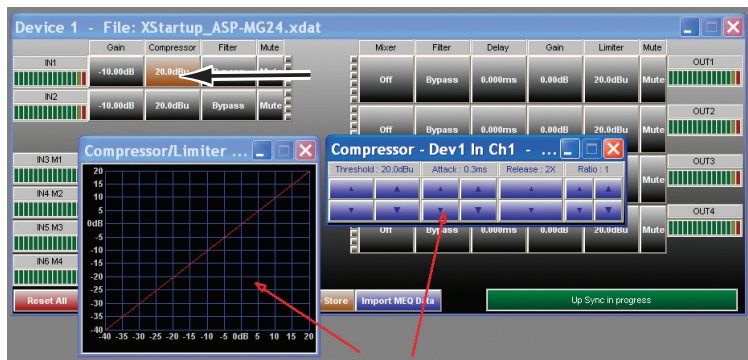 Device 1 - File: XStartup_ASP-MG24.xdat
Gain Compressor Filter Mute Mixer Filter Delay Gain Limiter Mute
IN1 OUT1
-10.00dB 20.0dBu Mute Off Bypass 0.000ms 0.00dB 20.0dBu Mute
IN2 OUT2
-10.00dB 20.0dBu Bypass Mute Off Bypass 0.000ms 0.00dB 20.0dBu Mute
Compressor/Limiter ...
Compressor - Dev1 In Ch1 - ...
Threshold : 20.0dBu Attack : 0.3ms Release : 2X Ratio : 1
IN3 M1 OUT3
Mute
IN4 M2 OUT4
IN5 M3 Off Bypass 0.000ms 0.00dB 20.0dBu Mute
IN6 M4
20
15
10
5
0dB
-5
-10
-15
-20
-25
-30
-35
-40
-40 -35 -30 -25 -20 -15 -10 -5 0dB 5 10 15 20
Reset All Store Import MEQ Data Up Sync in progress